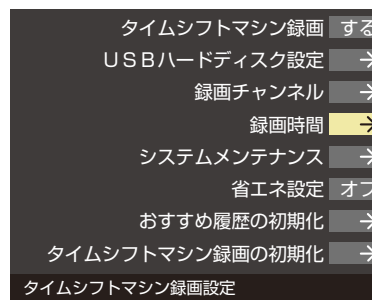 タイムシフトマシン録画 する
ＵＳＢハードディスク設定 →
録画チャンネル →
録画時間 →
システムメンテナンス →
省エネ設定 オフ
おすすめ履歴の初期化 →
タイムシフトマシン録画の初期化 →
タイムシフトマシン録画設定